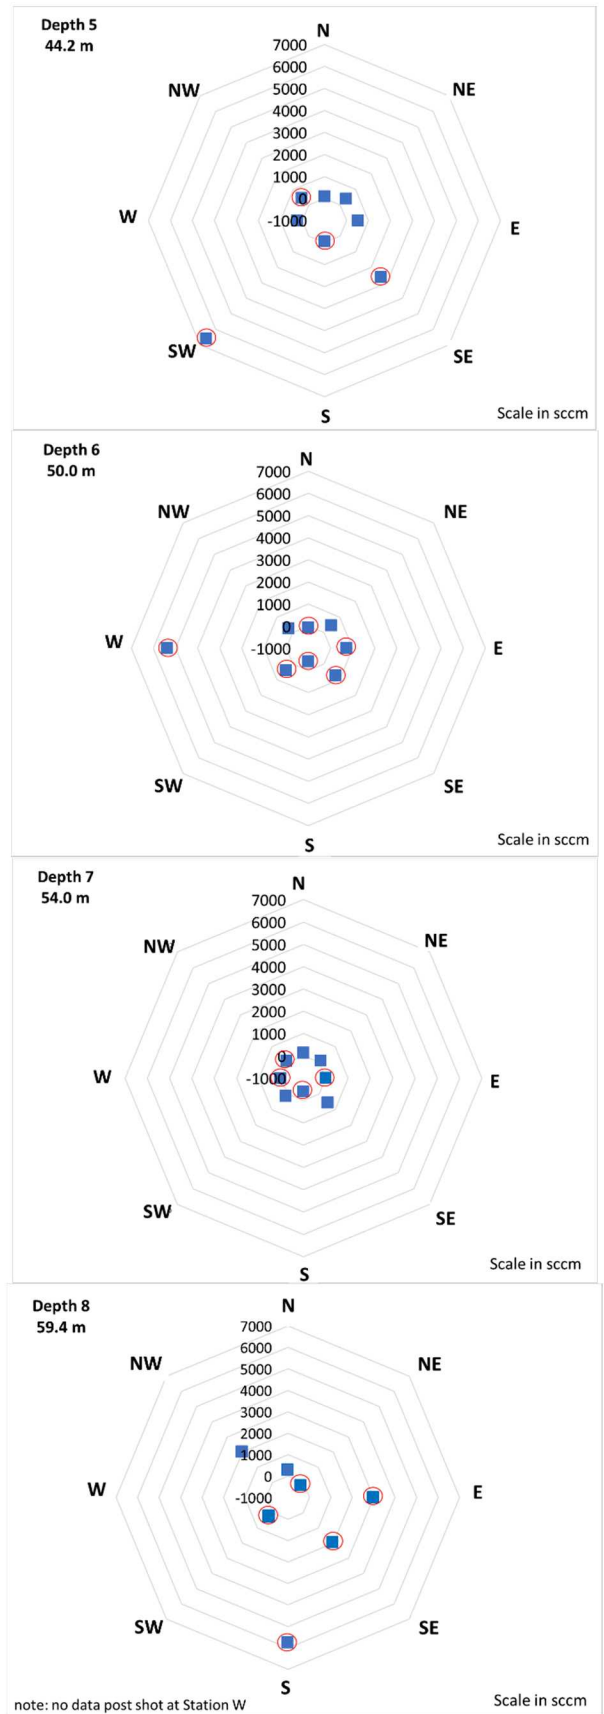 Depth 5
44.2 m
N
7000
6000
5000
4000
3000
2000
1000
0
-1000
NW
NE
W
E
SW
SE
S
Scale in sccm
Depth 6
50.0 m
N
7000
6000
5000
4000
3000
2000
1000
0
-1000
NW
NE
W
E
SW
SE
S
Scale in sccm
Depth 7
54.0 m
N
7000
6000
5000
4000
3000
2000
1000
0
-1000
NW
NE
W
E
SW
SE
S
Scale in sccm
Depth 8
59.4 m
N
7000
6000
5000
4000
3000
2000
1000
0
-1000
NW
NE
W
E
SW
SE
S
note: no data post shot at Station W
Scale in sccm